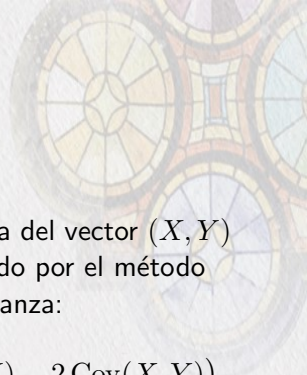 a del vector (X, Y)
do por el método
anza:
) − 2 Cov(X, Y))